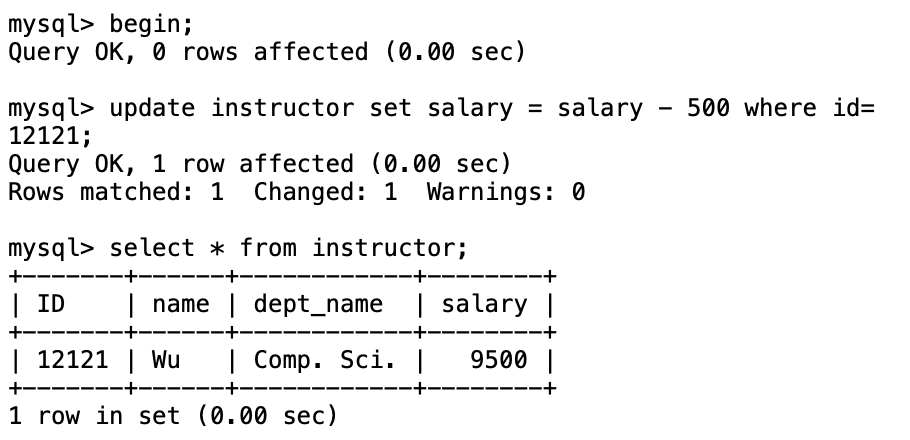 mysql> begin;
Query OK, 0 rows affected (0.00 sec)

mysql> update instructor set salary = salary - 500 where id=
12121;
Query OK, 1 row affected (0.00 sec)
Rows matched: 1  Changed: 1  Warnings: 0

mysql> select * from instructor;
+-------+------+------------+--------+
| ID    | name | dept_name  | salary |
+-------+------+------------+--------+
| 12121 | Wu   | Comp. Sci. |   9500 |
+-------+------+------------+--------+
1 row in set (0.00 sec)